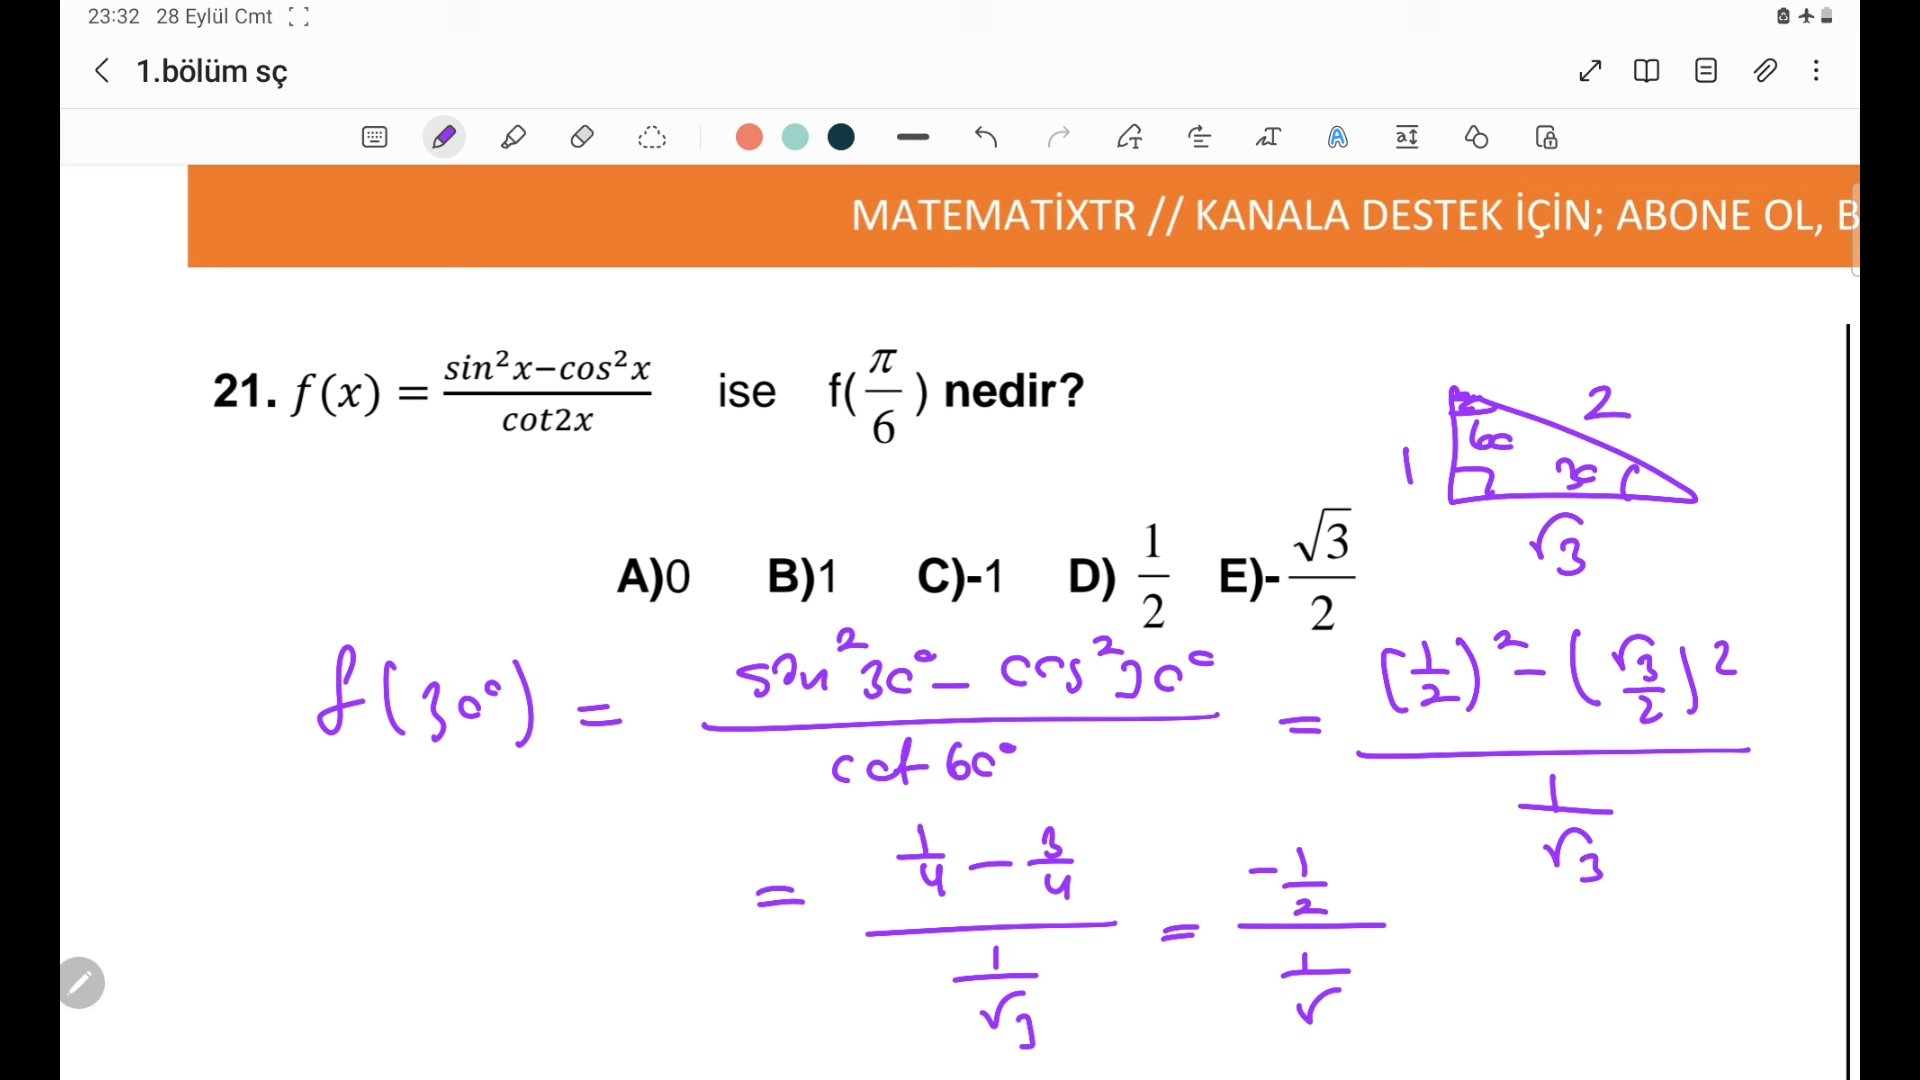 23:32 28 Eylül Cmt
1.bölüm sç
MATEMATİXTR // KANALA DESTEK İÇİN; ABONE OL, B
21. f(x) = (sin²x−cos²x)/(cot2x) ise f(π/6) nedir?
2
60
1
30
√3
A)0 B)1 C)-1 D) 1/2 E)- √3/2
f(30°) = (sin²30° − cos²30°)/(cot 60°) = ((1/2)² − (√3/2)²)/(1/√3)
= (1/4 − 3/4)/(1/√3) = (−1/2)/(1/√)